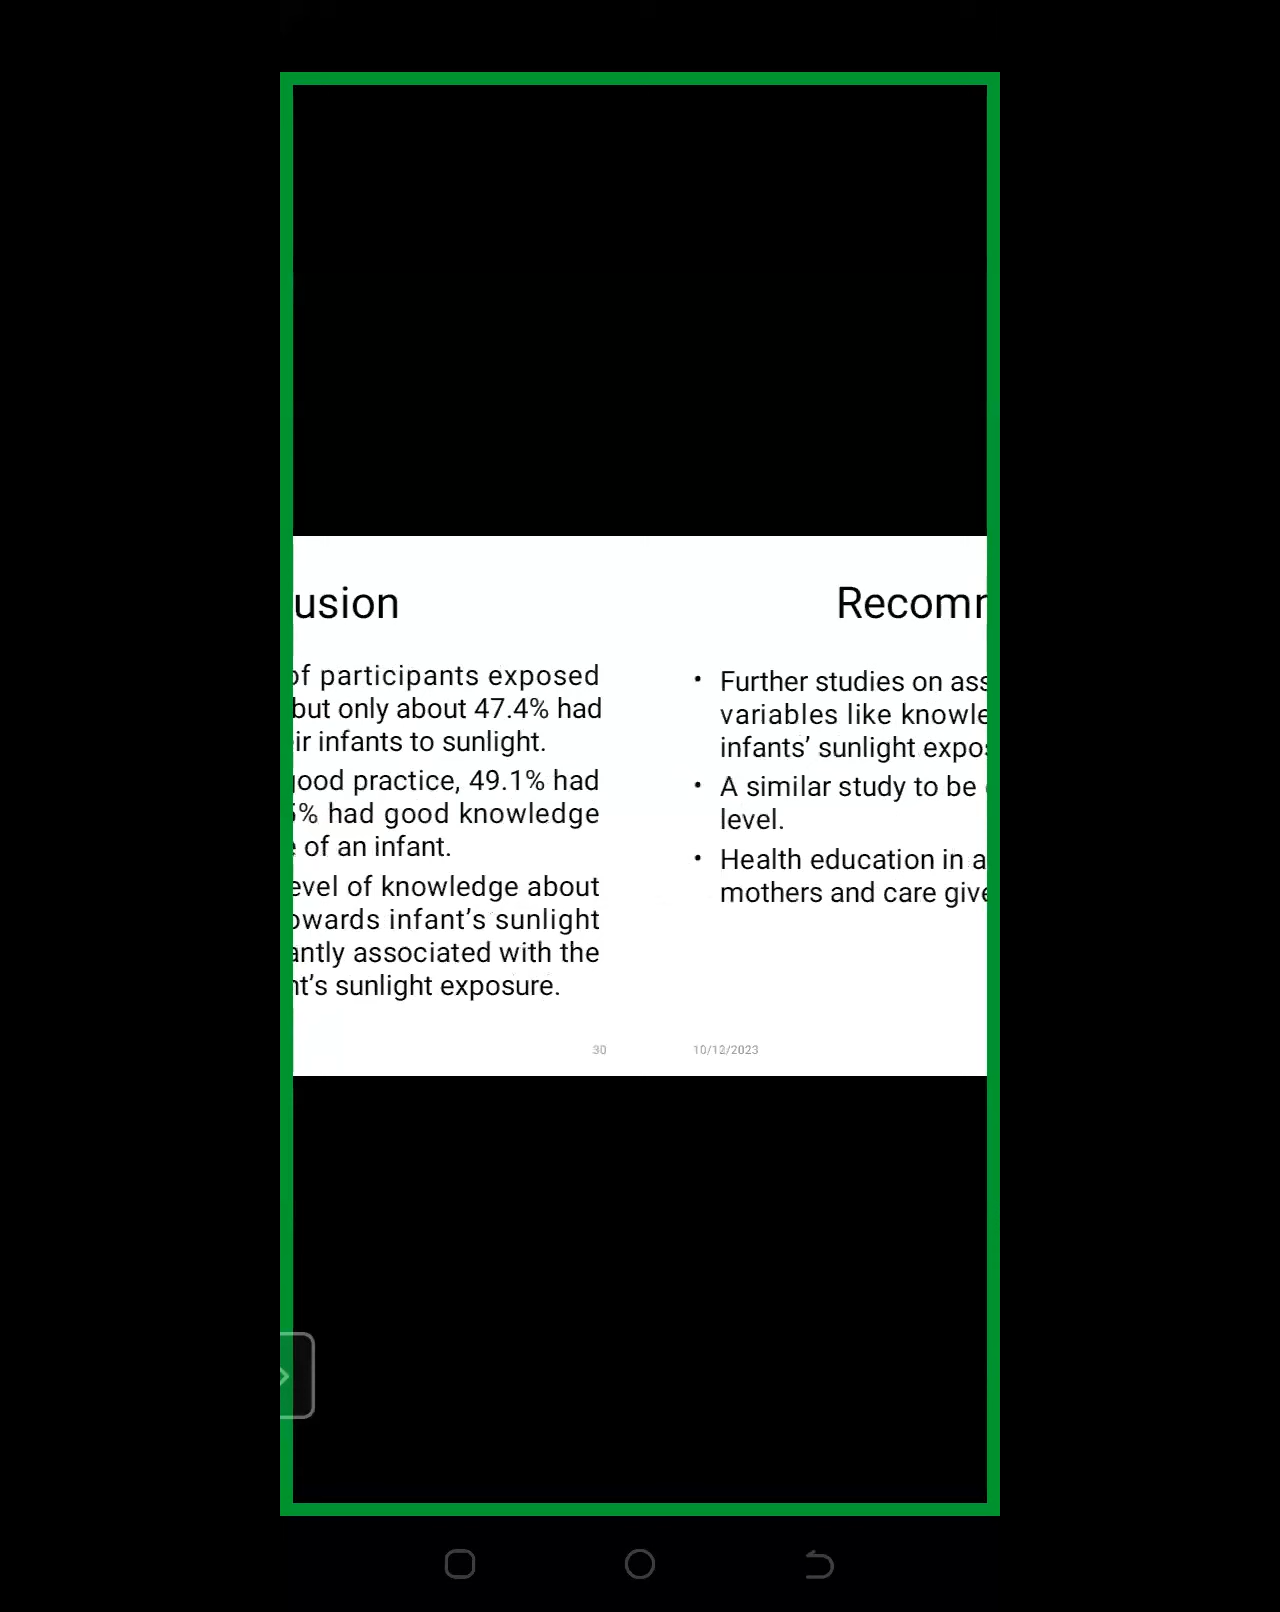 usion
of participants exposed
but only about 47.4% had
ir infants to sunlight.
ood practice, 49.1% had
% had good knowledge
of an infant.
evel of knowledge about
owards infant's sunlight
antly associated with the
nt's sunlight exposure.
30
Recom
• Further studies on ass
variables like knowle
infants' sunlight expos
• A similar study to be
level.
• Health education in a
mothers and care give
10/12/2023